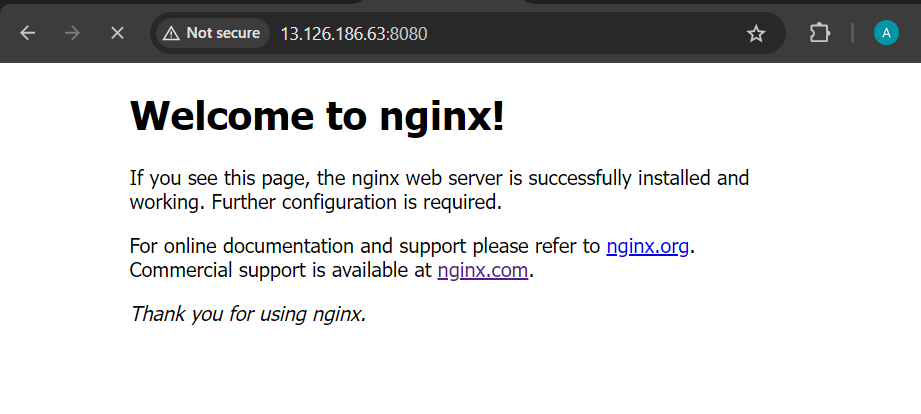 Not secure 13.126.186.63:8080
A
Welcome to nginx!
If you see this page, the nginx web server is successfully installed and
working. Further configuration is required.
For online documentation and support please refer to nginx.org.
Commercial support is available at nginx.com.
Thank you for using nginx.